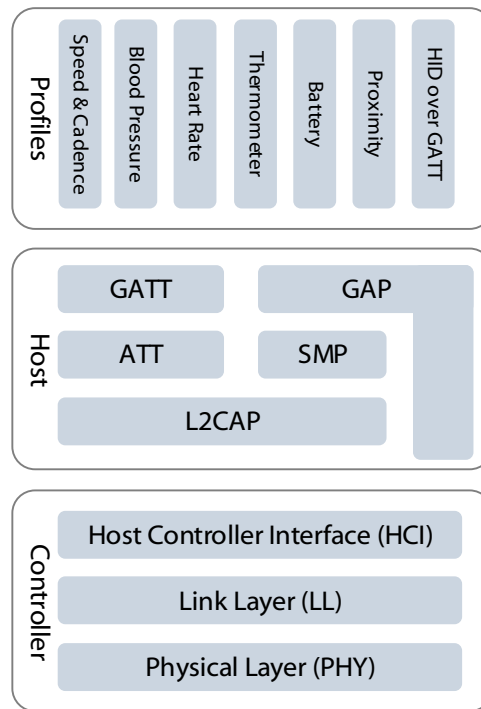 Profiles
Speed & Cadence
Blood Pressure
Heart Rate
Thermometer
Battery
Proximity
HID over GATT
Host
GATT
GAP
ATT
SMP
L2CAP
Controller
Host Controller Interface (HCI)
Link Layer (LL)
Physical Layer (PHY)